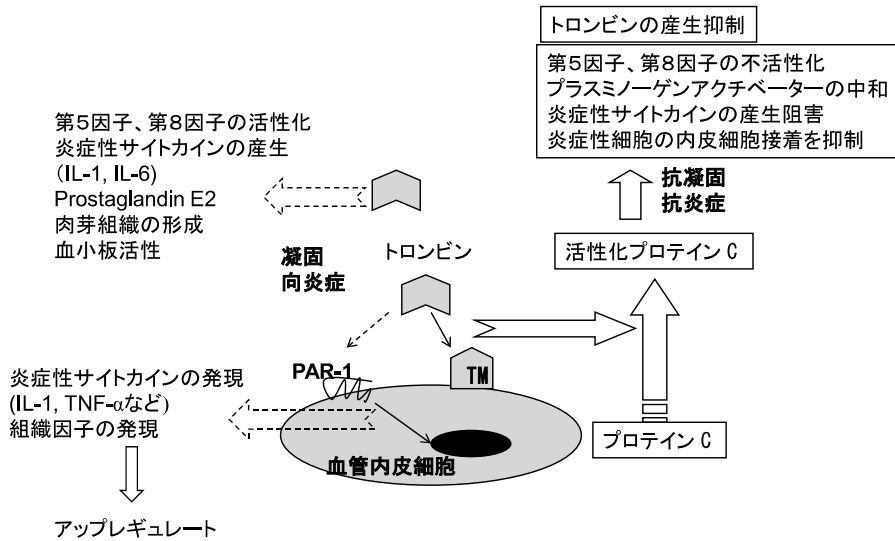 トロンビンの産生抑制
第5因子、第8因子の不活性化
プラスミノーゲンアクチベーターの中和
炎症性サイトカインの産生阻害
炎症性細胞の内皮細胞接着を抑制
抗凝固
抗炎症
活性化プロテイン C
第5因子、第8因子の活性化
炎症性サイトカインの産生
(IL-1, IL-6)
Prostaglandin E2
肉芽組織の形成
血小板活性
凝固
向炎症
トロンビン
PAR-1
TM
炎症性サイトカインの発現
(IL-1, TNF-αなど)
組織因子の発現
血管内皮細胞
プロテイン C
アップレギュレート